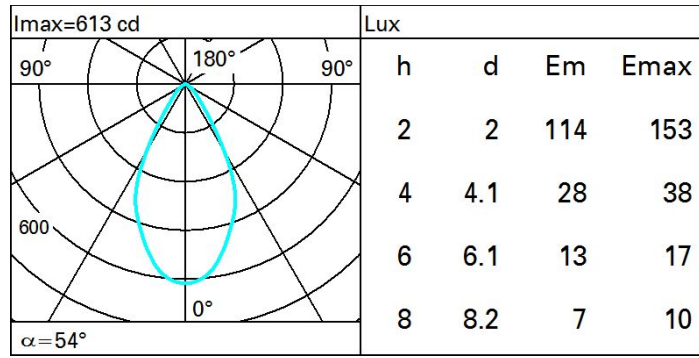 Imax=613 cd
90° 180° 90°
600
0°
α=54°
Lux
h d Em Emax
2 2 114 153
4 4.1 28 38
6 6.1 13 17
8 8.2 7 10